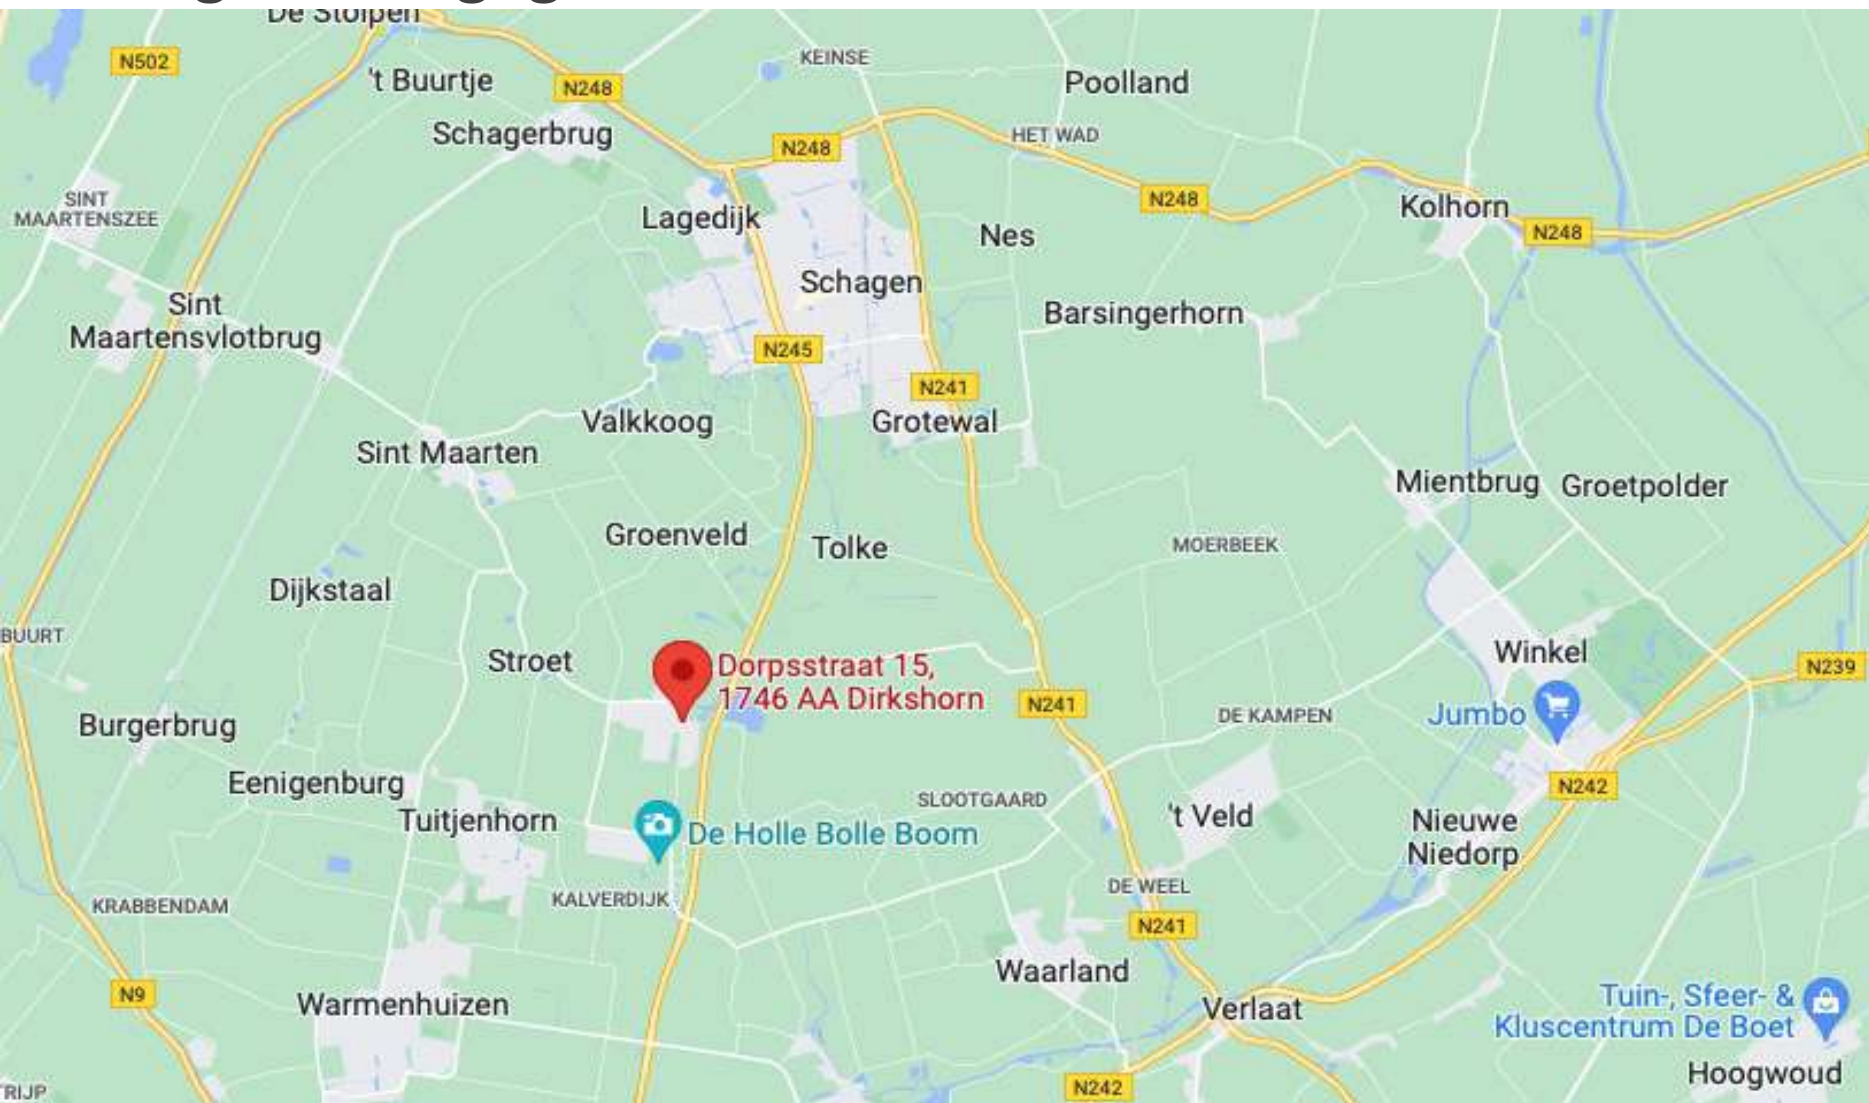 De Stolpen
N502
KEINSE
't Buurtje
N248
Poolland
Schagerbrug
N248
HET WAD
SINT
MAARTENSZEE
N248
Kolhorn
Lagedijk
Nes
N248
Schagen
Sint
Maartensvlotbrug
Barsingerhorn
N245
N241
Valkkoog
Grotewal
Sint Maarten
Mientbrug
Groetpolder
Groenveld
Tolke
MOERBEEK
Dijkstaal
BUURT
Stroet
Dorpsstraat 15,
1746 AA Dirkshorn
Winkel
N239
N241
Burgerbrug
DE KAMPEN
Jumbo
Eenigenburg
N242
Tuitjenhorn
SLOOTGAARD
't Veld
De Holle Bolle Boom
Nieuwe
Niedorp
KRABBENDAM
KALVERDIJK
DE WEEL
N241
Waarland
N9
Warmenhuizen
Verlaat
Tuin-, Sfeer- &
Kluscentrum De Boet
Hoogwoud
N242
TRIJP